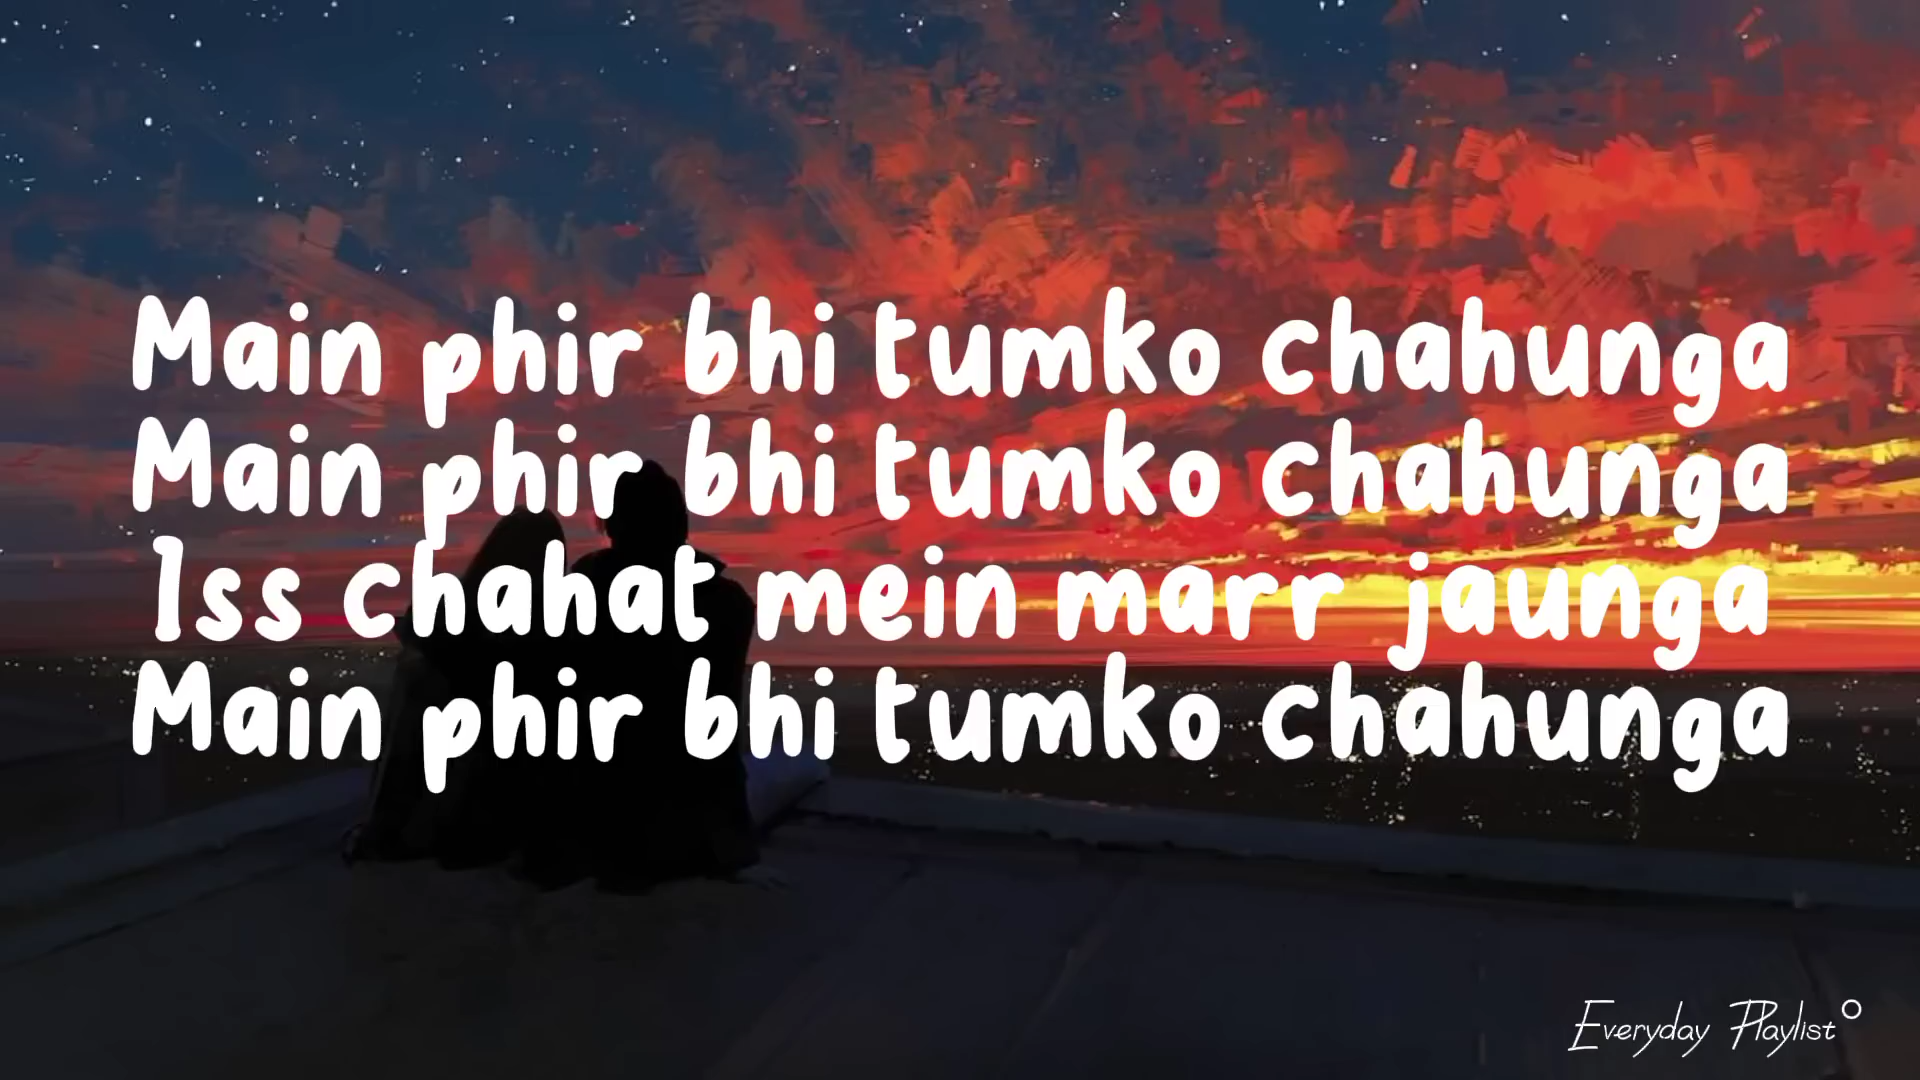 Main phir bhi tumko chahunga
Main phir bhi tumko chahunga
Iss chahat mein marr jaunga
Main phir bhi tumko chahunga
Everyday Playlist